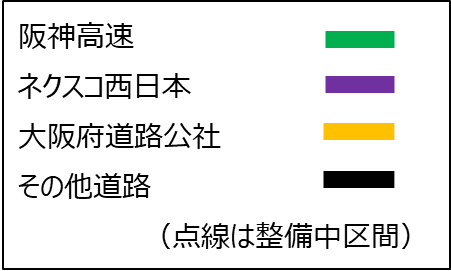 阪神高速
ネクスコ西日本
大阪府道路公社
その他道路
（点線は整備中区間）